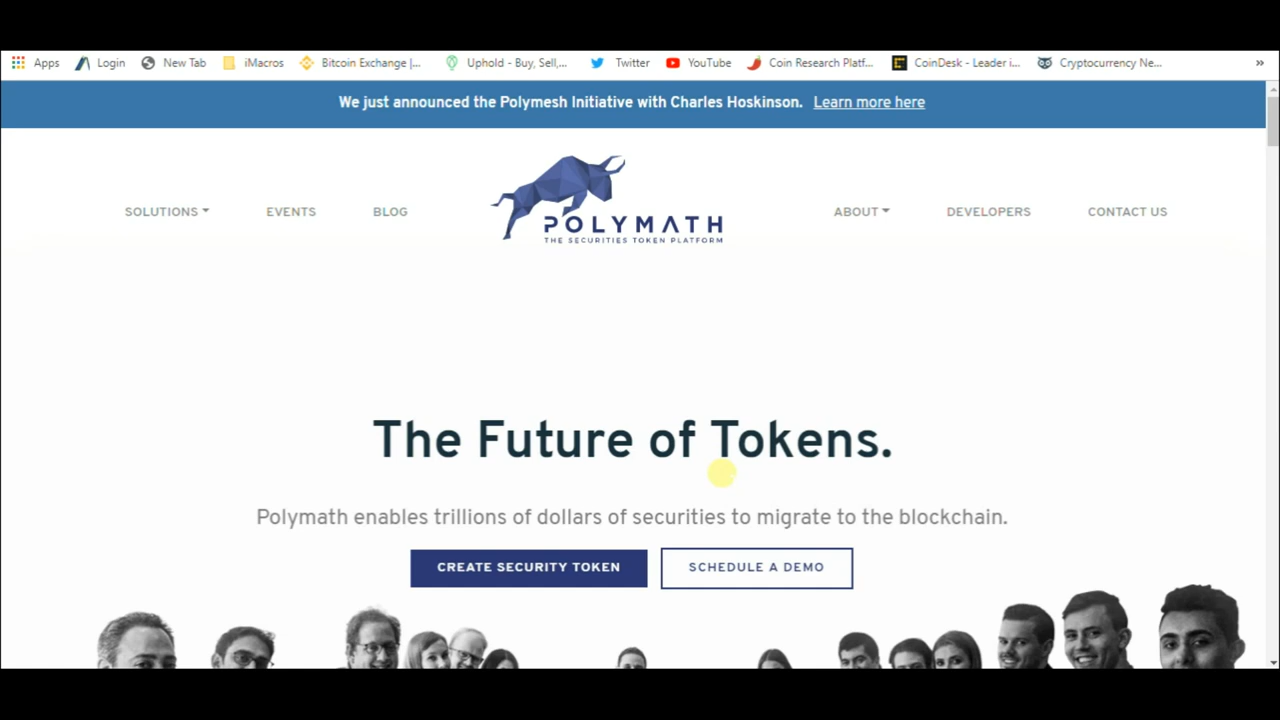 Apps Login New Tab iMacros Bitcoin Exchange |... Uphold - Buy, Sell,... Twitter YouTube Coin Research Platf... CoinDesk - Leader i... Cryptocurrency Ne... »
We just announced the Polymesh Initiative with Charles Hoskinson. Learn more here
SOLUTIONS EVENTS BLOG
POLYMATH
THE SECURITIES TOKEN PLATFORM
ABOUT DEVELOPERS CONTACT US
The Future of Tokens.
Polymath enables trillions of dollars of securities to migrate to the blockchain.
CREATE SECURITY TOKEN SCHEDULE A DEMO